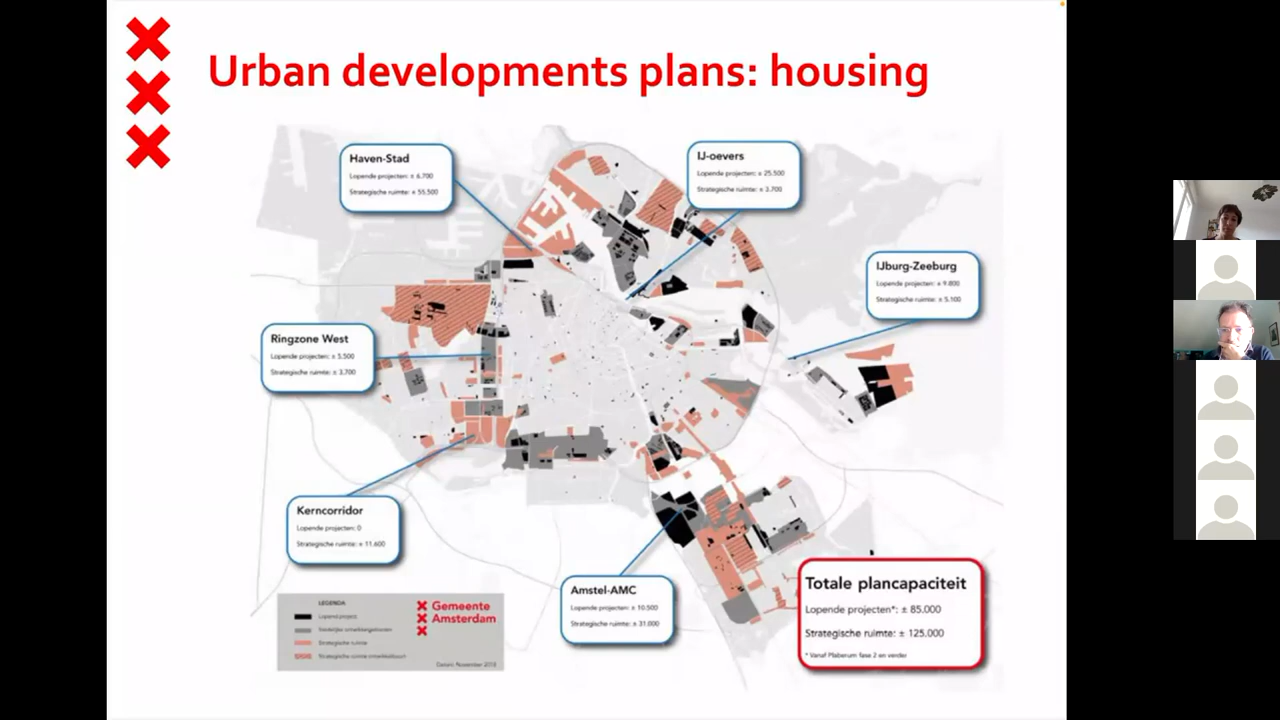 Urban developments plans: housing
Haven-Stad
Lopende projecten: ± 6.700
Strategische ruimte: ± 55.500
IJ-oevers
Lopende projecten: ± 25.500
Strategische ruimte: ± 3.700
IJburg-Zeeburg
Lopende projecten: ± 9.800
Strategische ruimte: ± 5.100
Ringzone West
Lopende projecten: ± 5.500
Strategische ruimte: ± 3.700
Kerncorridor
Lopende projecten: 0
Strategische ruimte: ± 11.600
Amstel-AMC
Lopende projecten: ± 10.500
Strategische ruimte: ± 31.000
Totale plancapaciteit
Lopende projecten*: ± 85.000
Strategische ruimte: ± 125.000
* Vanaf Plaberum fase 2 en verder
LEGENDA
Lopend project
Strategische ruimte
Gemeente
Amsterdam